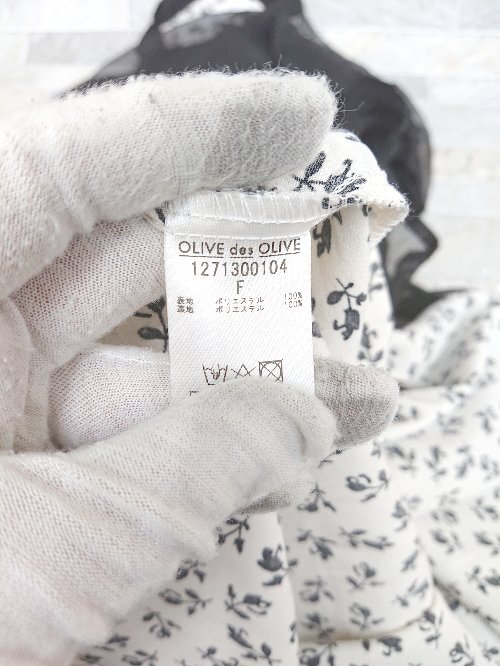 OLIVE des OLIVE
1271300104
F
表地 ポリエステル 100%
裏地 ポリエステル 100%